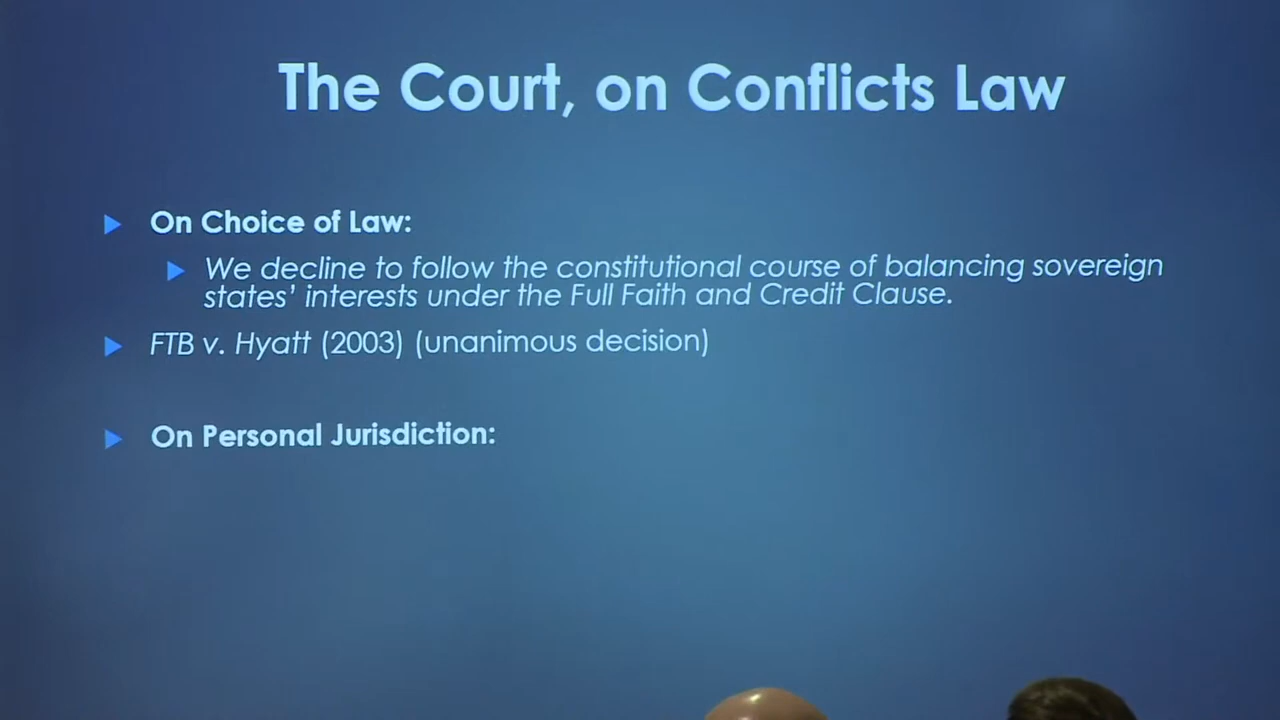 The Court, on Conflicts Law
On Choice of Law:
We decline to follow the constitutional course of balancing sovereign
states' interests under the Full Faith and Credit Clause.
FTB v. Hyatt (2003) (unanimous decision)
On Personal Jurisdiction: